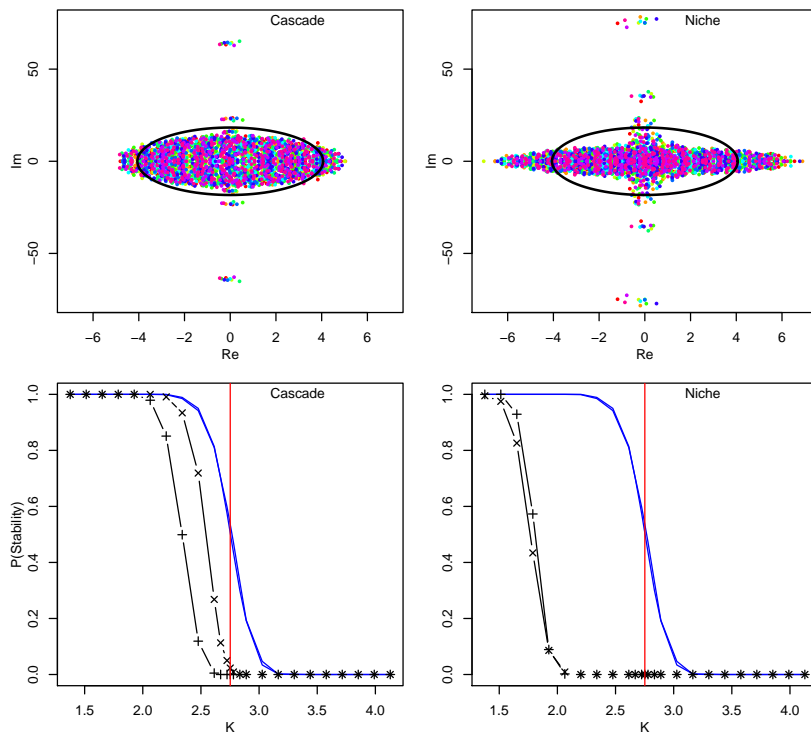 Cascade Niche
50 50
0 0
−50 −50
Im Im
−6 −4 −2 0 2 4 6 −6 −4 −2 0 2 4 6
Re Re
Cascade Niche
1.0 1.0
0.8 0.8
0.6 0.6
0.4 0.4
0.2 0.2
0.0 0.0
P(Stability)
1.5 2.0 2.5 3.0 3.5 4.0 1.5 2.0 2.5 3.0 3.5 4.0
K K